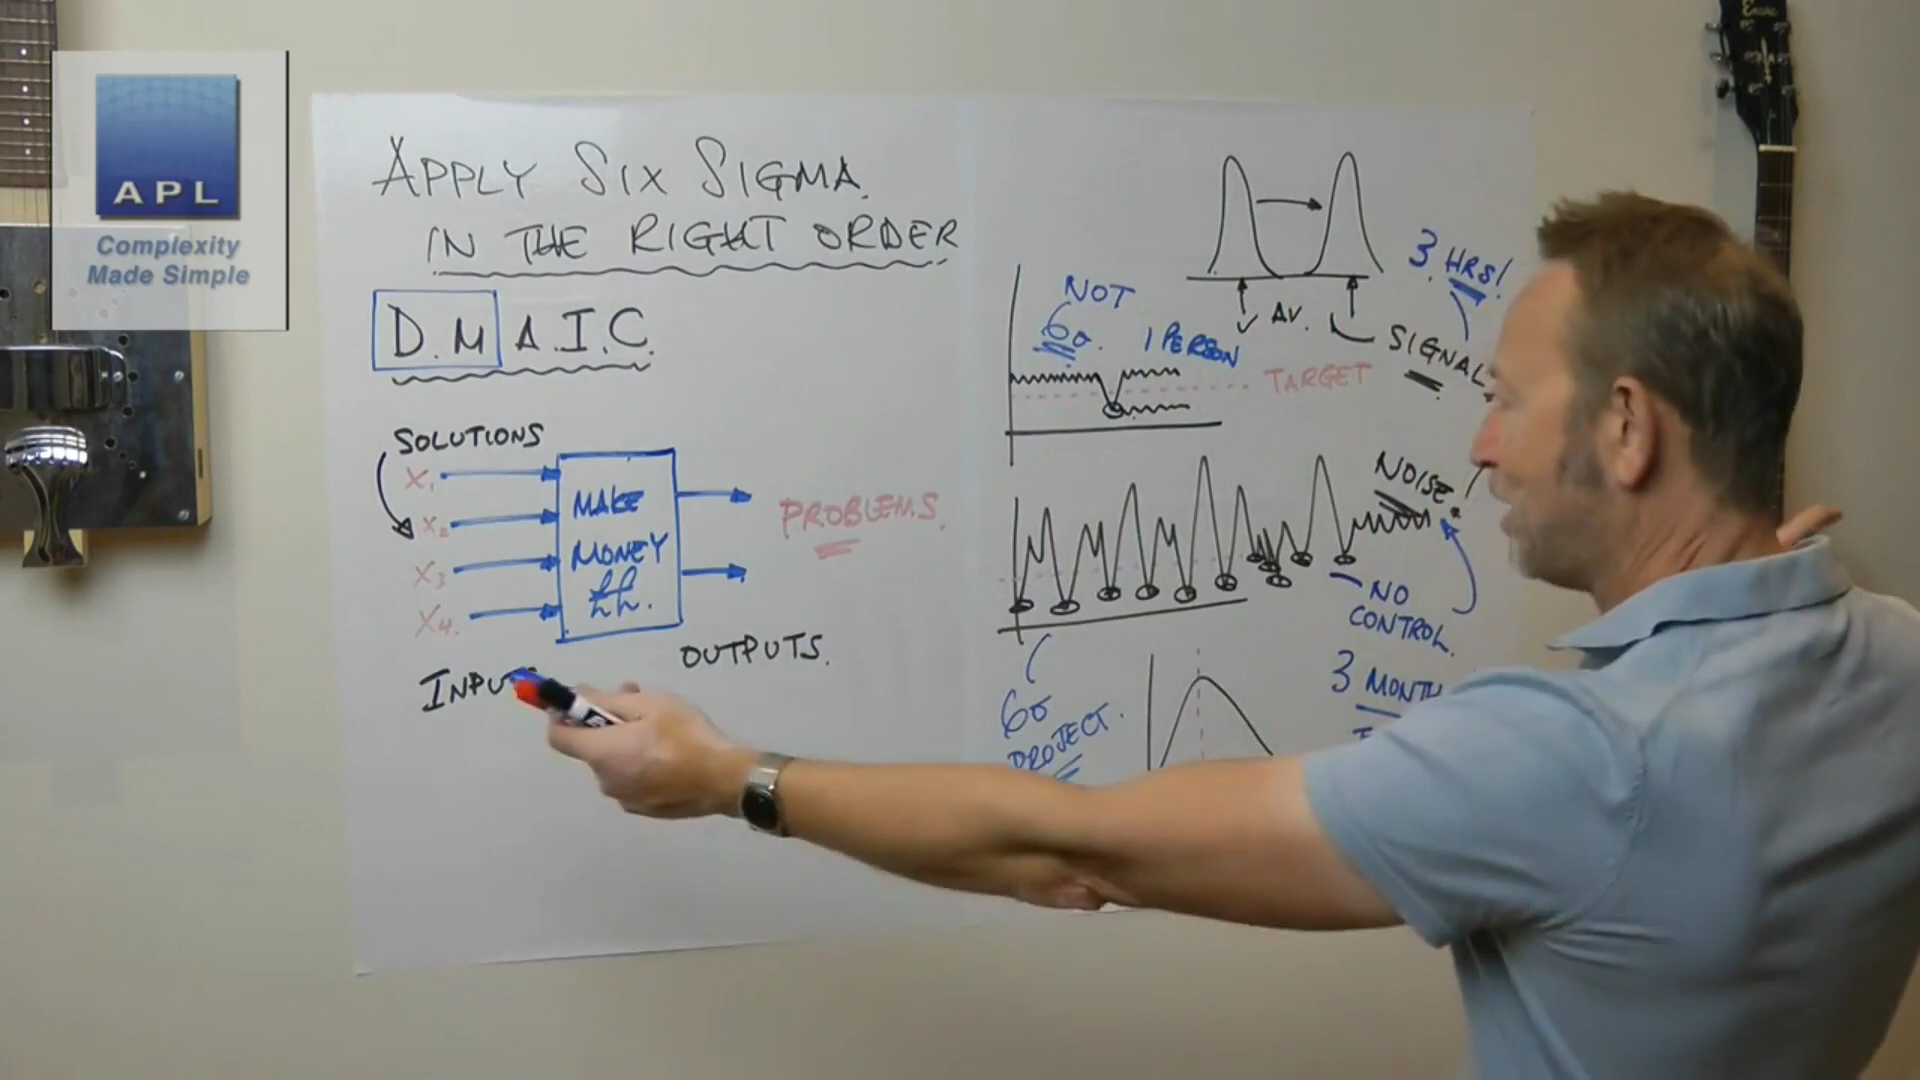 APL
Complexity
Made Simple
APPLY SIX SIGMA.
IN THE RIGHT ORDER
D.M.A.I.C.
SOLUTIONS
X1
X2
X3
X4.
MAKE
MONEY
££.
PROBLEMS.
INPU
OUTPUTS.
AV.
SIGNAL
3 HRS!
NOT
6σ.
1 PERSON
TARGET
NOISE.
NO
CONTROL.
3 MONTH
6σ
PROJECT.